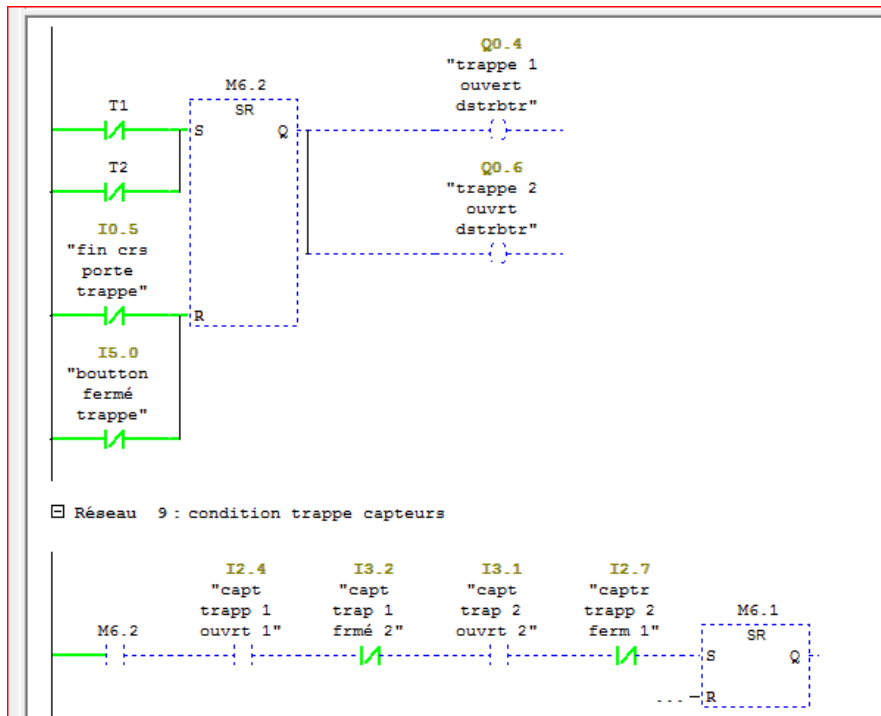 Q0.4
"trappe 1
ouvert
dstrbtr"
M6.2
T1
SR
S Q
T2
Q0.6
"trappe 2
ouvrt
dstrbtr"
I0.5
"fin crs
porte
trappe"
R
I5.0
"boutton
fermé
trappe"
Réseau 9 : condition trappe capteurs
I2.4 I3.2 I3.1 I2.7
"capt "capt "capt "captr
trapp 1 trap 1 trap 2 trapp 2 M6.1
M6.2 ouvrt 1" frmé 2" ouvrt 2" ferm 1" SR
S Q
... R